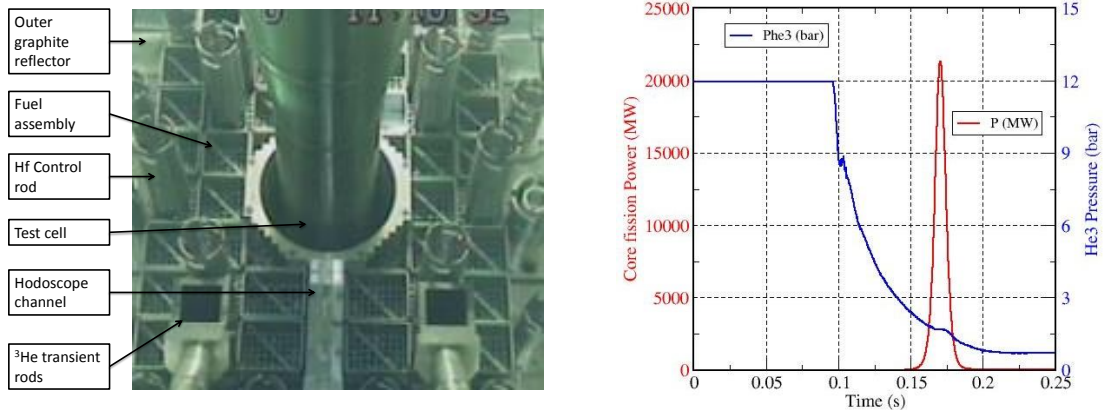 Outer
graphite
reflector
Fuel
assembly
Hf Control
rod
Test cell
Hodoscope
channel
³He transient
rods
25000
20000
15000
10000
5000
0
Core fission Power (MW)
15
12
9
6
3
0
He3 Pressure (bar)
Phe3 (bar)
P (MW)
0
0.05
0.1
0.15
0.2
0.25
Time (s)